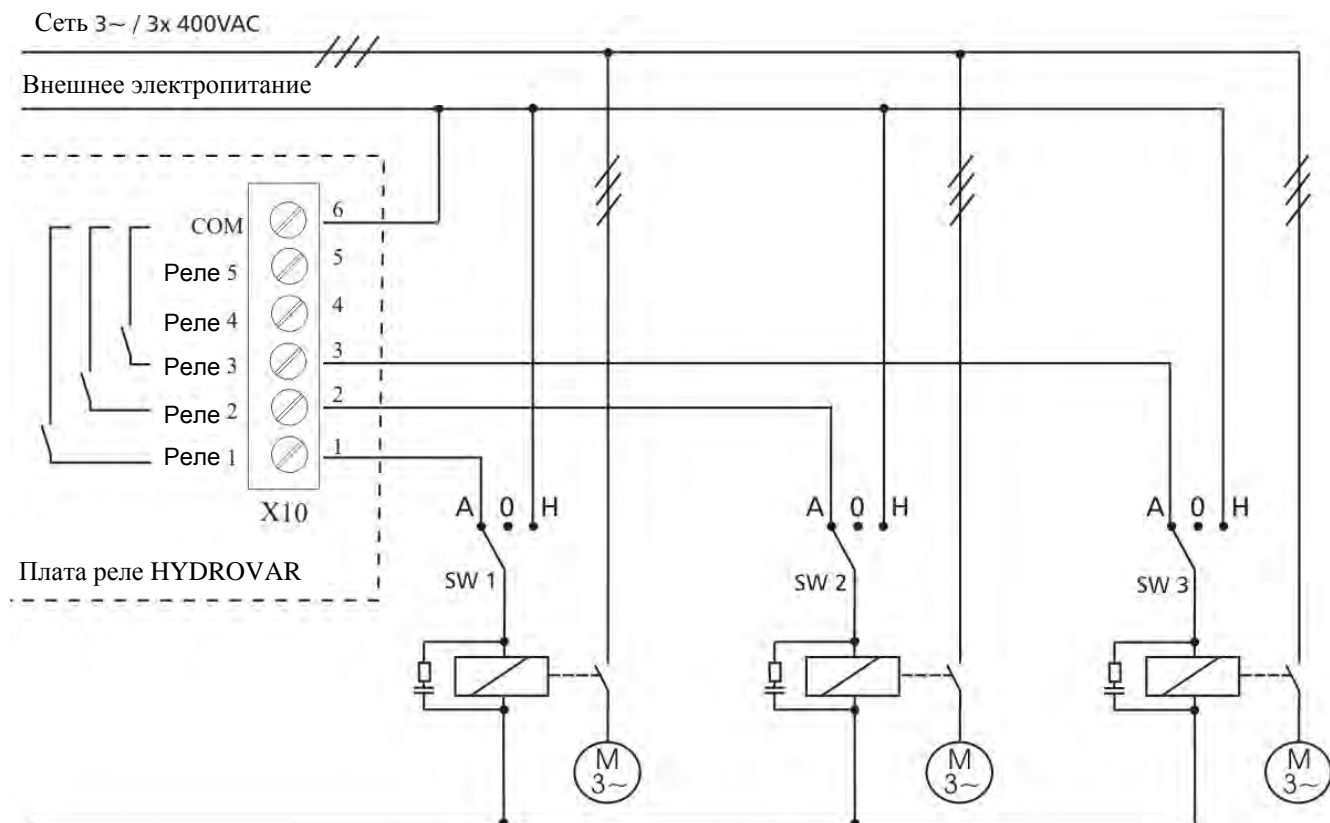 Сеть 3~ / 3x 400VAC
Внешнее электропитание
COM 6
Реле 5 5
Реле 4 4
Реле 3 3
Реле 2 2
Реле 1 1
X10
Плата реле HYDROVAR
A 0 H
A 0 H
A 0 H
SW 1
SW 2
SW 3
M
3~
M
3~
M
3~